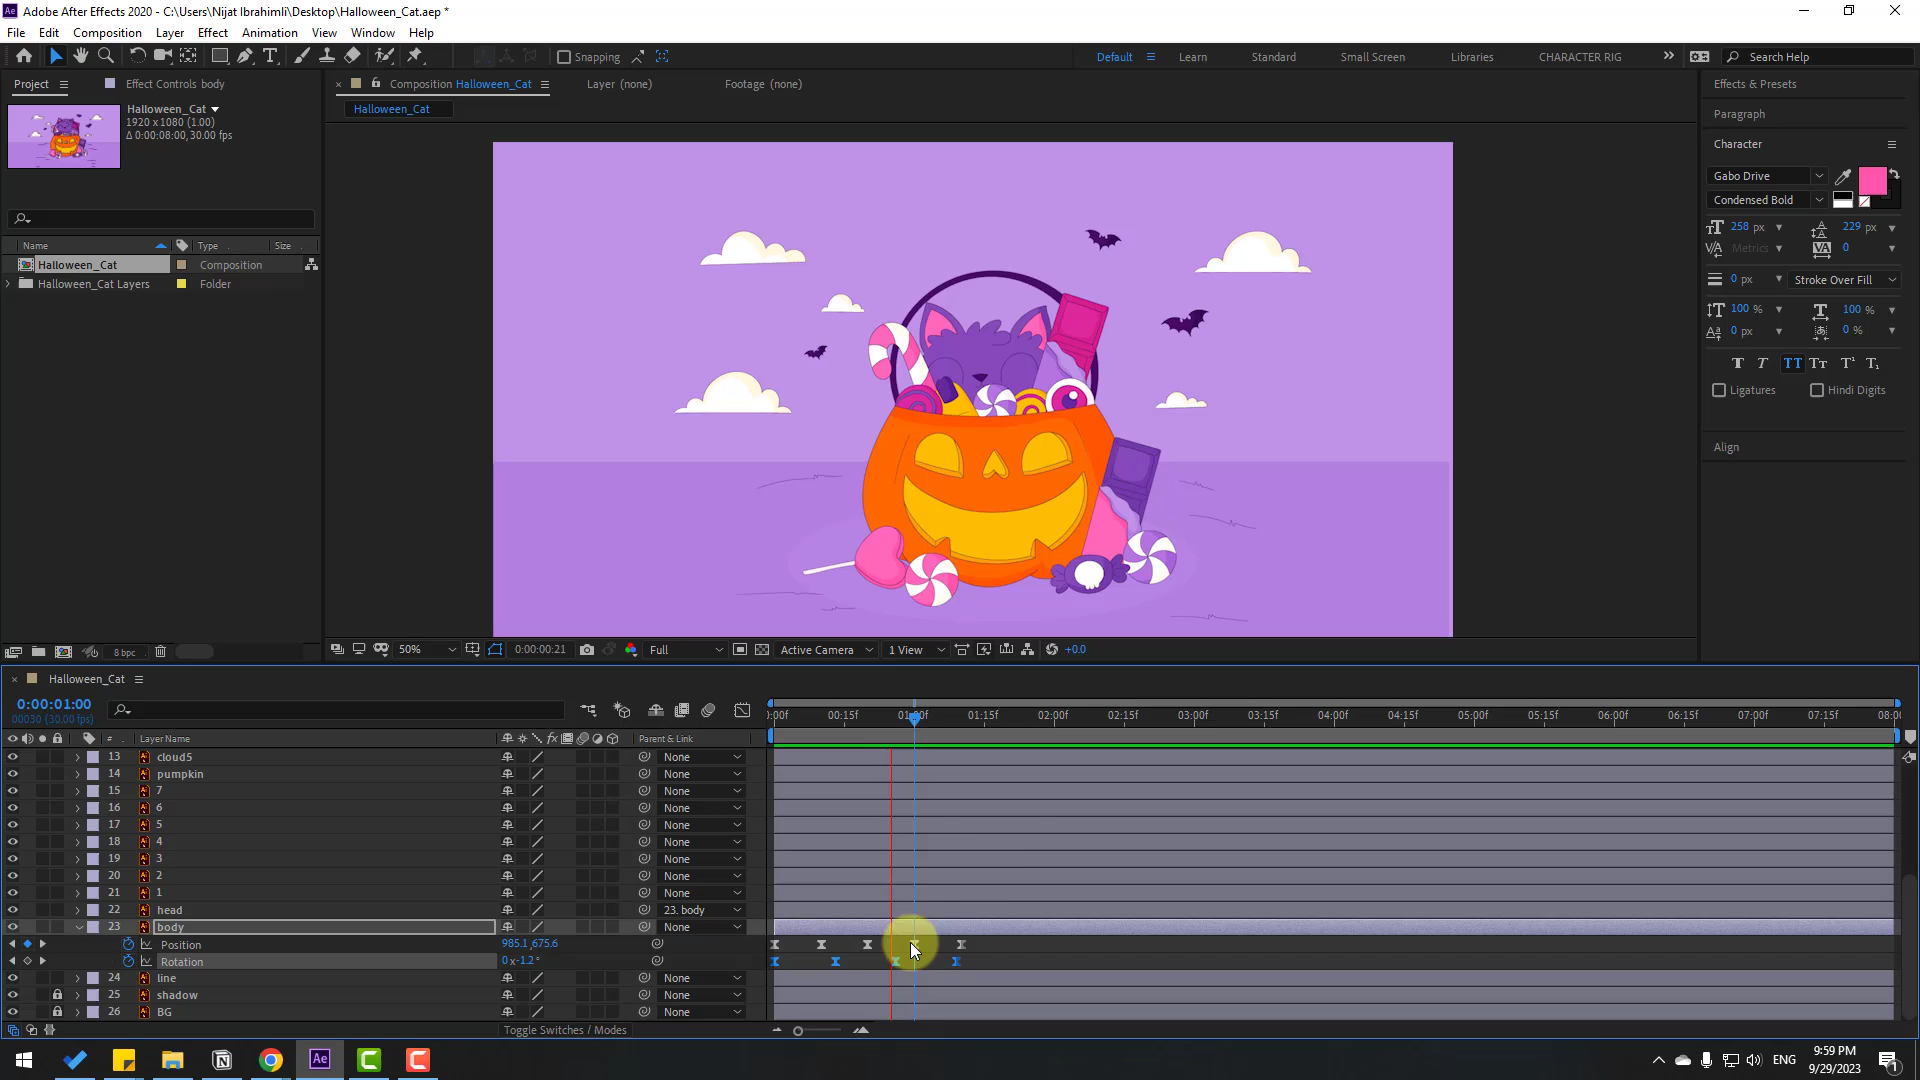 Adobe After Effects 2020 - C:\Users\Nijat Ibrahimli\Desktop\Halloween_Cat.aep *
File Edit Composition Layer Effect Animation View Window Help
Snapping Default Learn Standard Small Screen Libraries CHARACTER RIG Search Help
Project Effect Controls body
Composition Halloween_Cat Layer (none) Footage (none)
Halloween_Cat
Halloween_Cat
1920 x 1080 (1.00)
Δ 0:00:08:00, 30.00 fps
Name Type Size
Halloween_Cat Composition
Halloween_Cat Layers Folder
8 bpc
50% 0:00:00:21 Full Active Camera 1 View +0.0
Effects & Presets
Paragraph
Character
Gabo Drive
Condensed Bold
258 px 229 px
Metrics 0
0 px Stroke Over Fill
100 % 100 %
0 px 0 %
Ligatures Hindi Digits
Align
Halloween_Cat
0:00:01:00
00030 (30.00 fps)
# Layer Name Parent & Link
:00f 00:15f 01:00f 01:15f 02:00f 02:15f 03:00f 03:15f 04:00f 04:15f 05:00f 05:15f 06:00f 06:15f 07:00f 07:15f 08:0
13 cloud5 None
14 pumpkin None
15 7 None
16 6 None
17 5 None
18 4 None
19 3 None
20 2 None
21 1 None
22 head 23. body
23 body None
Position 985.1,675.6
Rotation 0x-1.2°
24 line None
25 shadow None
26 BG None
Toggle Switches / Modes
Ae ENG 9:59 PM
9/29/2023
1